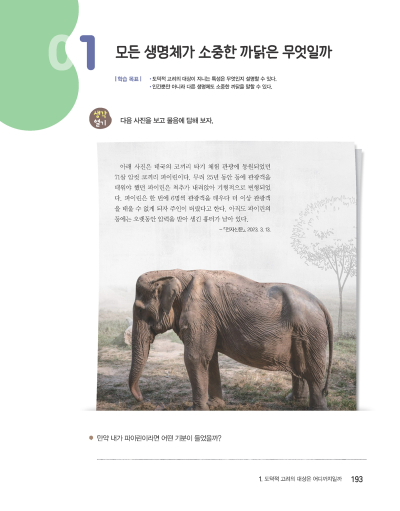 01
모든 생명체가 소중한 까닭은 무엇일까
| 학습 목표 |
• 도덕적 고려의 대상이 지니는 특성은 무엇인지 설명할 수 있다.
• 인간뿐만 아니라 다른 생명체도 소중한 까닭을 말할 수 있다.
생각
열기
다음 사진을 보고 물음에 답해 보자.
아래 사진은 태국의 코끼리 타기 체험 관광에 동원되었던
71살 암컷 코끼리 파이린이다. 무려 25년 동안 등에 관광객을
태워야 했던 파이린은 척추가 내려앉아 기형적으로 변형되었
다. 파이린은 한 번에 6명의 관광객을 태우다 더 이상 관광객
을 태울 수 없게 되자 주인이 버렸다고 한다. 아직도 파이린의
등에는 오랫동안 압력을 받아 생긴 흉터가 남아 있다.
- 『전자신문』, 2023. 3. 13.
만약 내가 파이린이라면 어떤 기분이 들었을까?
1. 도덕적 고려의 대상은 어디까지일까 193